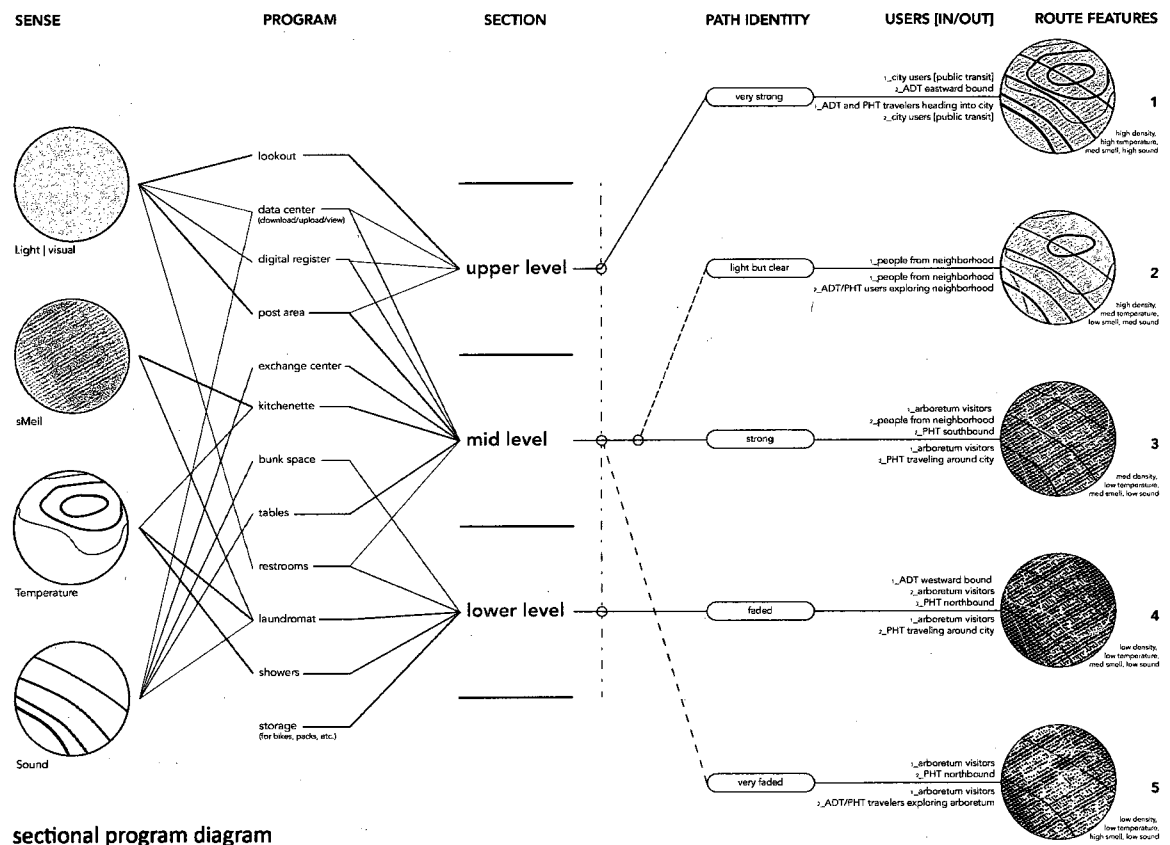 SENSE
PROGRAM
SECTION
PATH IDENTITY
USERS [IN/OUT]
ROUTE FEATURES
Light | visual
sMell
Temperature
Sound
lookout
data center
(download/upload/view)
digital register
post area
exchange center
kitchenette
bunk space
tables
restrooms
laundromat
showers
storage
(for bikes, packs, etc.)
upper level
mid level
lower level
very strong
light but clear
strong
faded
very faded
1_city users [public transit]
2_ADT eastward bound
1_ADT and PHT travelers heading into city
2_city users [public transit]
1_people from neighborhood
1_people from neighborhood
2_ADT/PHT users exploring neighborhood
1_arboretum visitors
2_people from neighborhood
3_PHT southbound
1_arboretum visitors
2_PHT traveling around city
1_ADT westward bound
2_arboretum visitors
3_PHT northbound
1_arboretum visitors
2_PHT traveling around city
1_arboretum visitors
2_PHT northbound
1_arboretum visitors
2_ADT/PHT travelers exploring arboretum
1
high density,
high temperature,
med smell, high sound
2
high density,
med temperature,
low smell, med sound
3
med density,
low temperature,
med smell, low sound
4
low density,
low temperature,
med smell, low sound
5
low density,
low temperature,
high smell, low sound
sectional program diagram